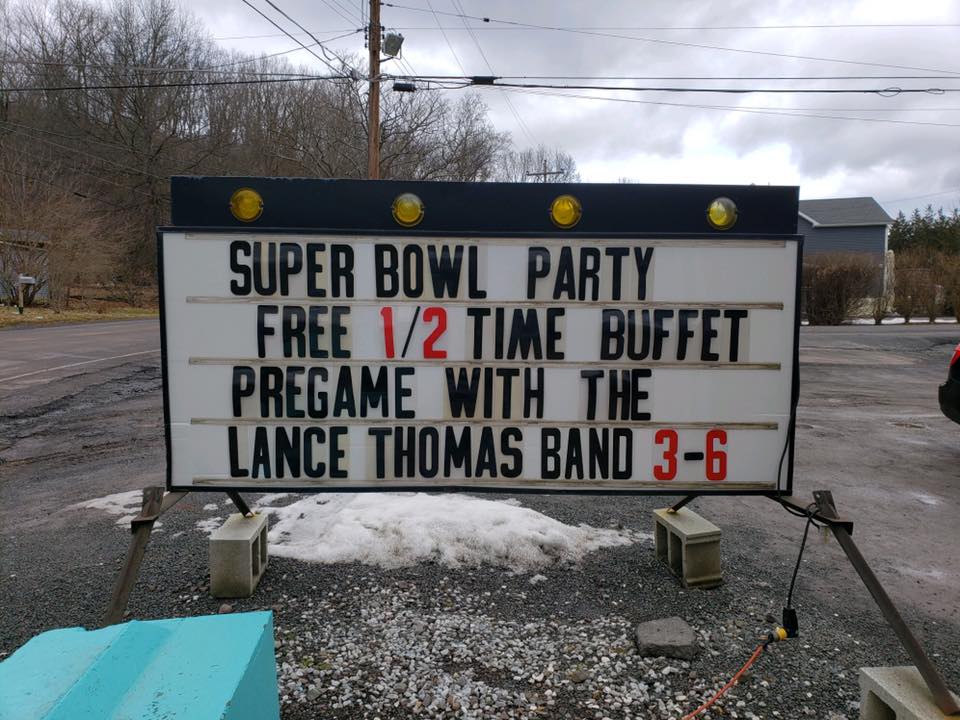 SUPER BOWL PARTY
FREE 1/2 TIME BUFFET
PREGAME WITH THE
LANCE THOMAS BAND 3-6